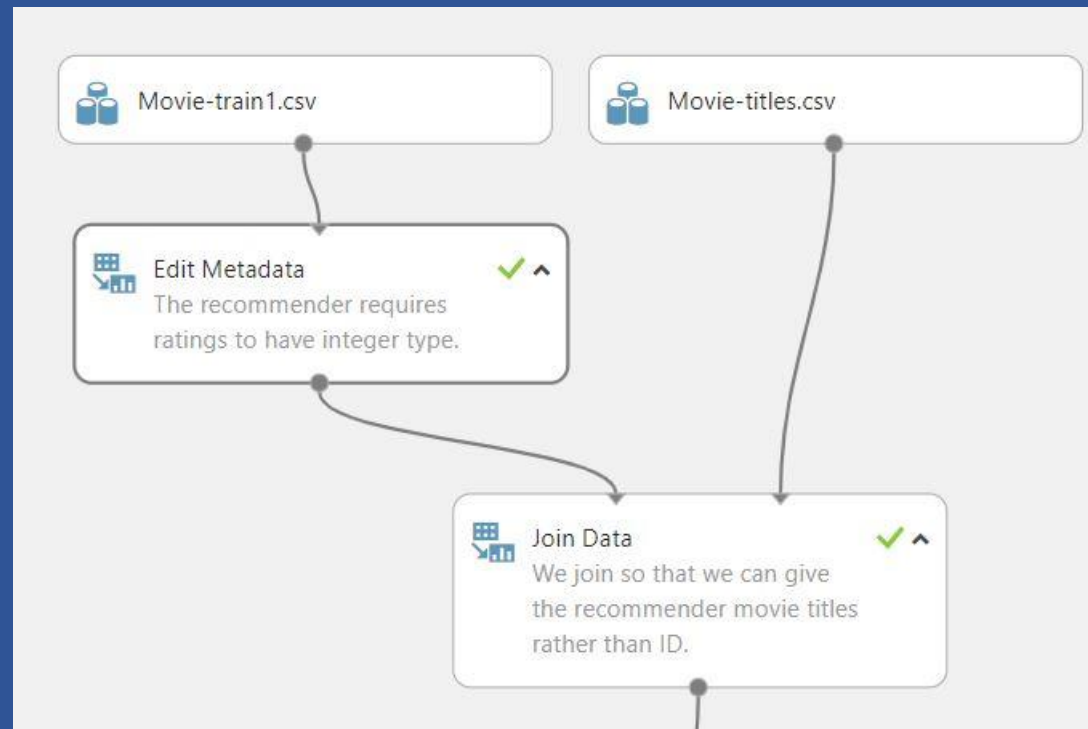 Movie-train1.csv
Movie-titles.csv
Edit Metadata
The recommender requires
ratings to have integer type.
Join Data
We join so that we can give
the recommender movie titles
rather than ID.